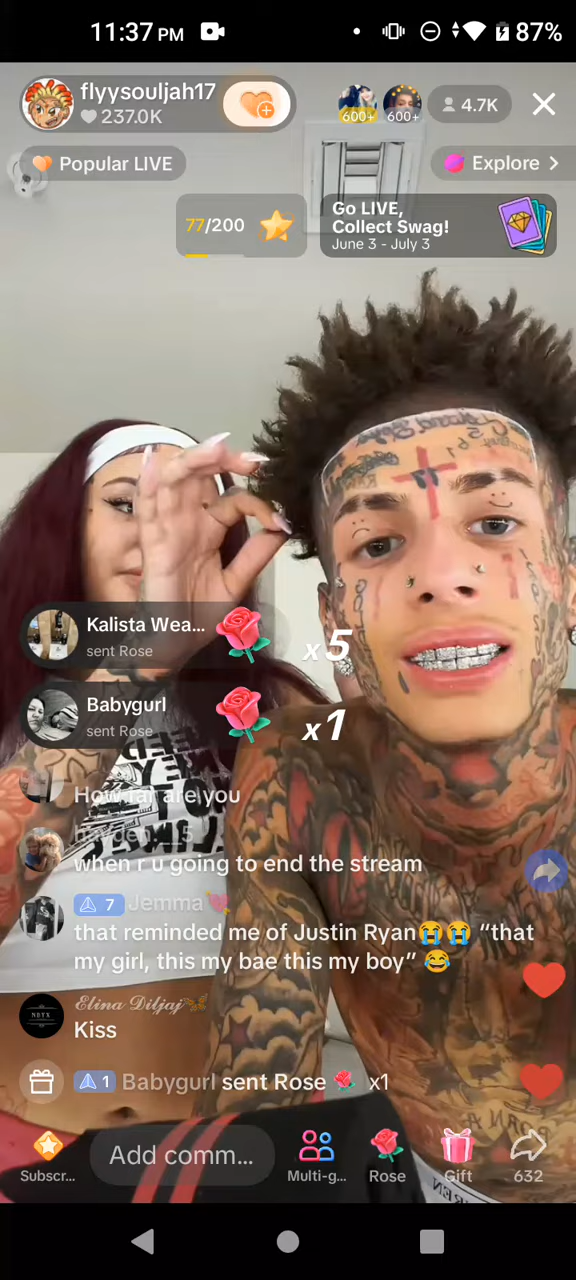 11:37 PM
87%
flyysouljah17
237.0K
600+
600+
4.7K
Popular LIVE
Explore >
77/200
Go LIVE,
Collect Swag!
June 3 - July 3
Kalista Wea...
sent Rose
x5
Babygurl
sent Rose
x1
How far are you
when r u going to end the stream
7 Jemma💘
that reminded me of Justin Ryan😭😭 “that
my girl, this my bae this my boy” 😂
Elina Diljaj
Kiss
1 Babygurl sent Rose 🌹 x1
Subscr...
Add comm...
Multi-g...
Rose
Gift
632